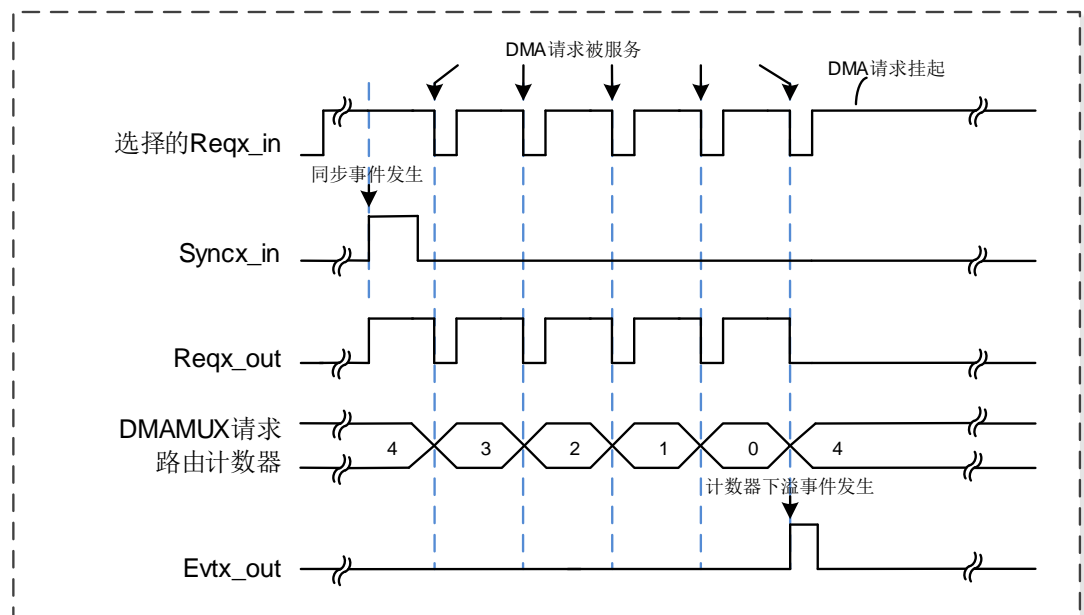 DMA请求被服务
DMA请求挂起
选择的Reqx_in
同步事件发生
Syncx_in
Reqx_out
DMAMUX请求
路由计数器
4 3 2 1 0 4
计数器下溢事件发生
Evtx_out